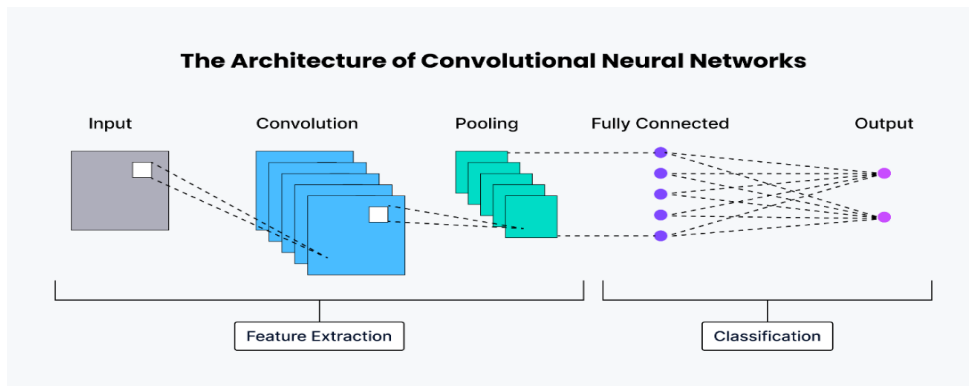 The Architecture of Convolutional Neural Networks
Input
Convolution
Pooling
Fully Connected
Output
Feature Extraction
Classification